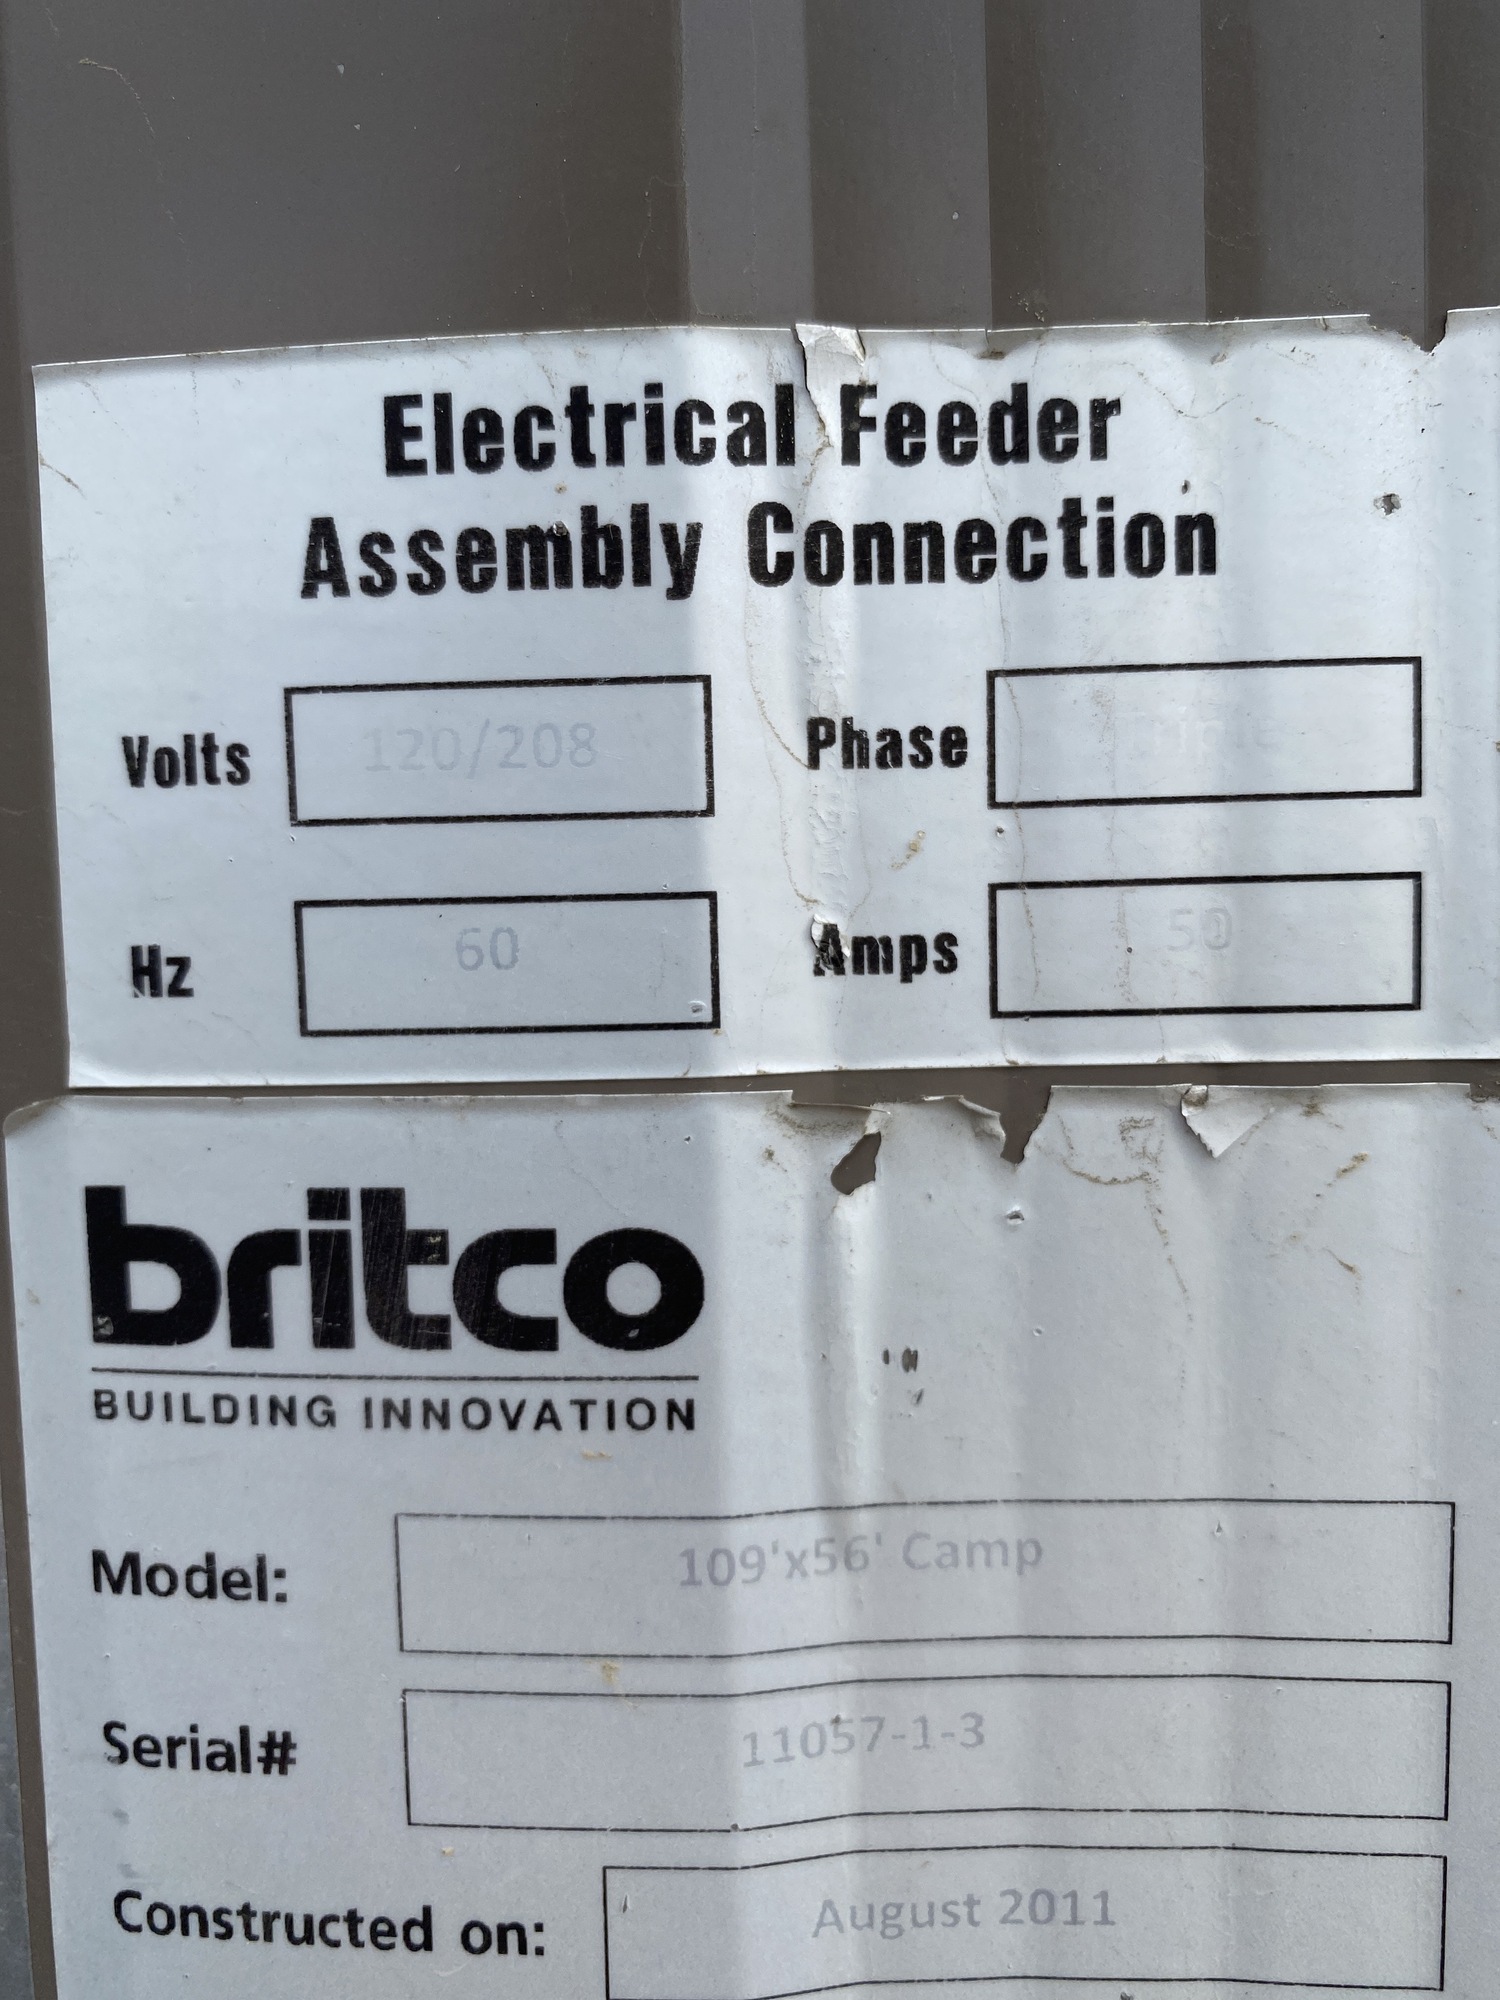 Electrical Feeder
Assembly Connection
Volts 120/208 Phase Triple
Hz 60 Amps 50
britco
BUILDING INNOVATION
Model: 109'x56' Camp
Serial# 11057-1-3
Constructed on: August 2011